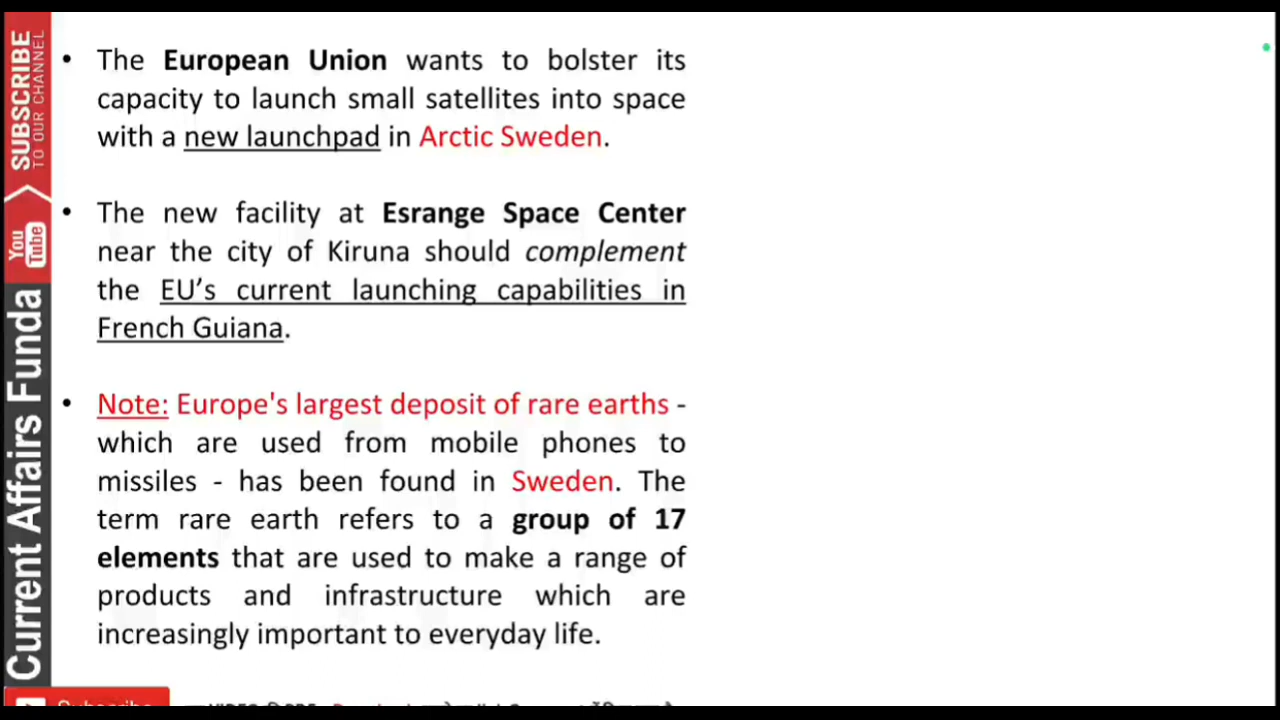 SUBSCRIBE
TO OUR CHANNEL
You
Tube
Current Affairs Funda
• The European Union wants to bolster its
capacity to launch small satellites into space
with a new launchpad in Arctic Sweden.
• The new facility at Esrange Space Center
near the city of Kiruna should complement
the EU’s current launching capabilities in
French Guiana.
• Note: Europe's largest deposit of rare earths -
which are used from mobile phones to
missiles - has been found in Sweden. The
term rare earth refers to a group of 17
elements that are used to make a range of
products and infrastructure which are
increasingly important to everyday life.
Subscribe